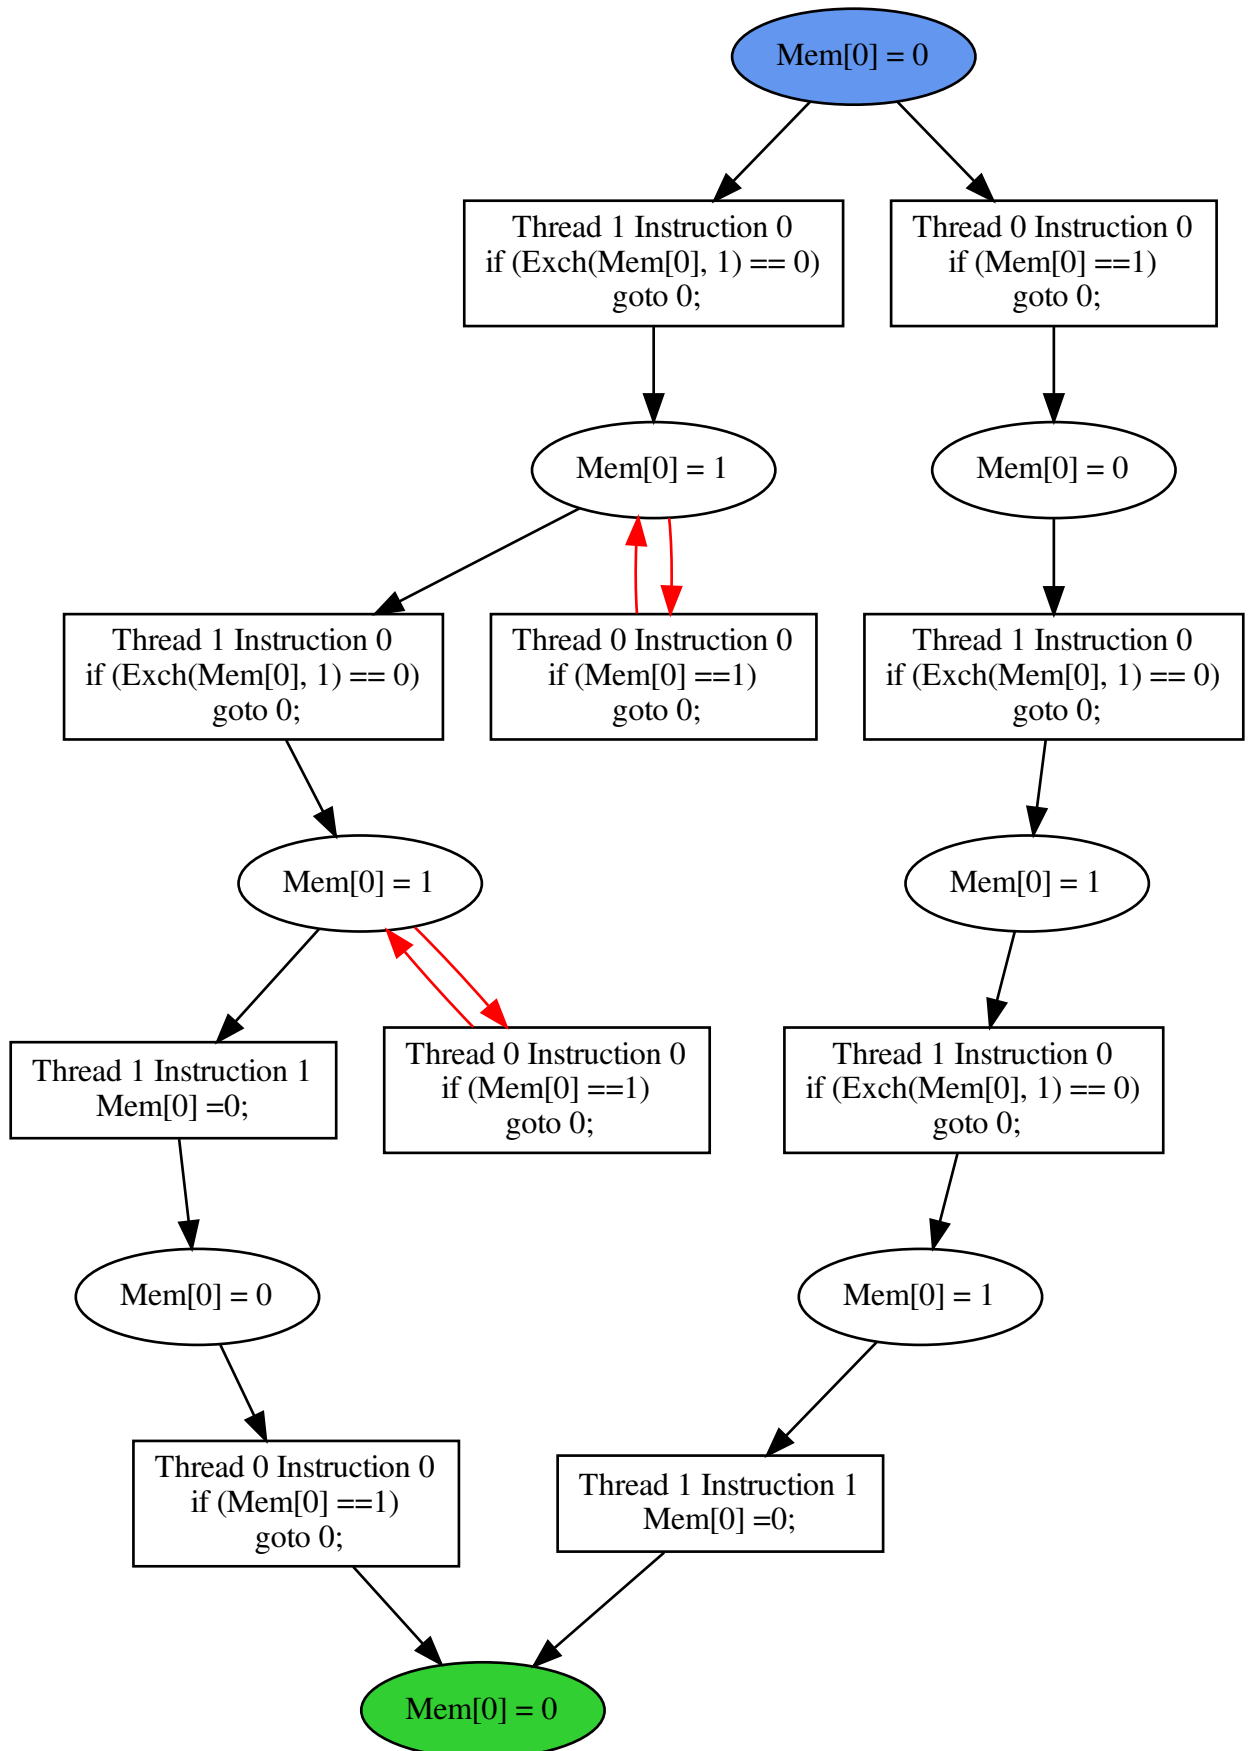 Mem[0] = 0
Thread 1 Instruction 0
if (Exch(Mem[0], 1) == 0)
goto 0;
Thread 0 Instruction 0
if (Mem[0] ==1)
goto 0;
Mem[0] = 1
Mem[0] = 0
Thread 1 Instruction 0
if (Exch(Mem[0], 1) == 0)
goto 0;
Thread 0 Instruction 0
if (Mem[0] ==1)
goto 0;
Thread 1 Instruction 0
if (Exch(Mem[0], 1) == 0)
goto 0;
Mem[0] = 1
Mem[0] = 1
Thread 1 Instruction 1
Mem[0] =0;
Thread 0 Instruction 0
if (Mem[0] ==1)
goto 0;
Thread 1 Instruction 0
if (Exch(Mem[0], 1) == 0)
goto 0;
Mem[0] = 0
Mem[0] = 1
Thread 0 Instruction 0
if (Mem[0] ==1)
goto 0;
Thread 1 Instruction 1
Mem[0] =0;
Mem[0] = 0